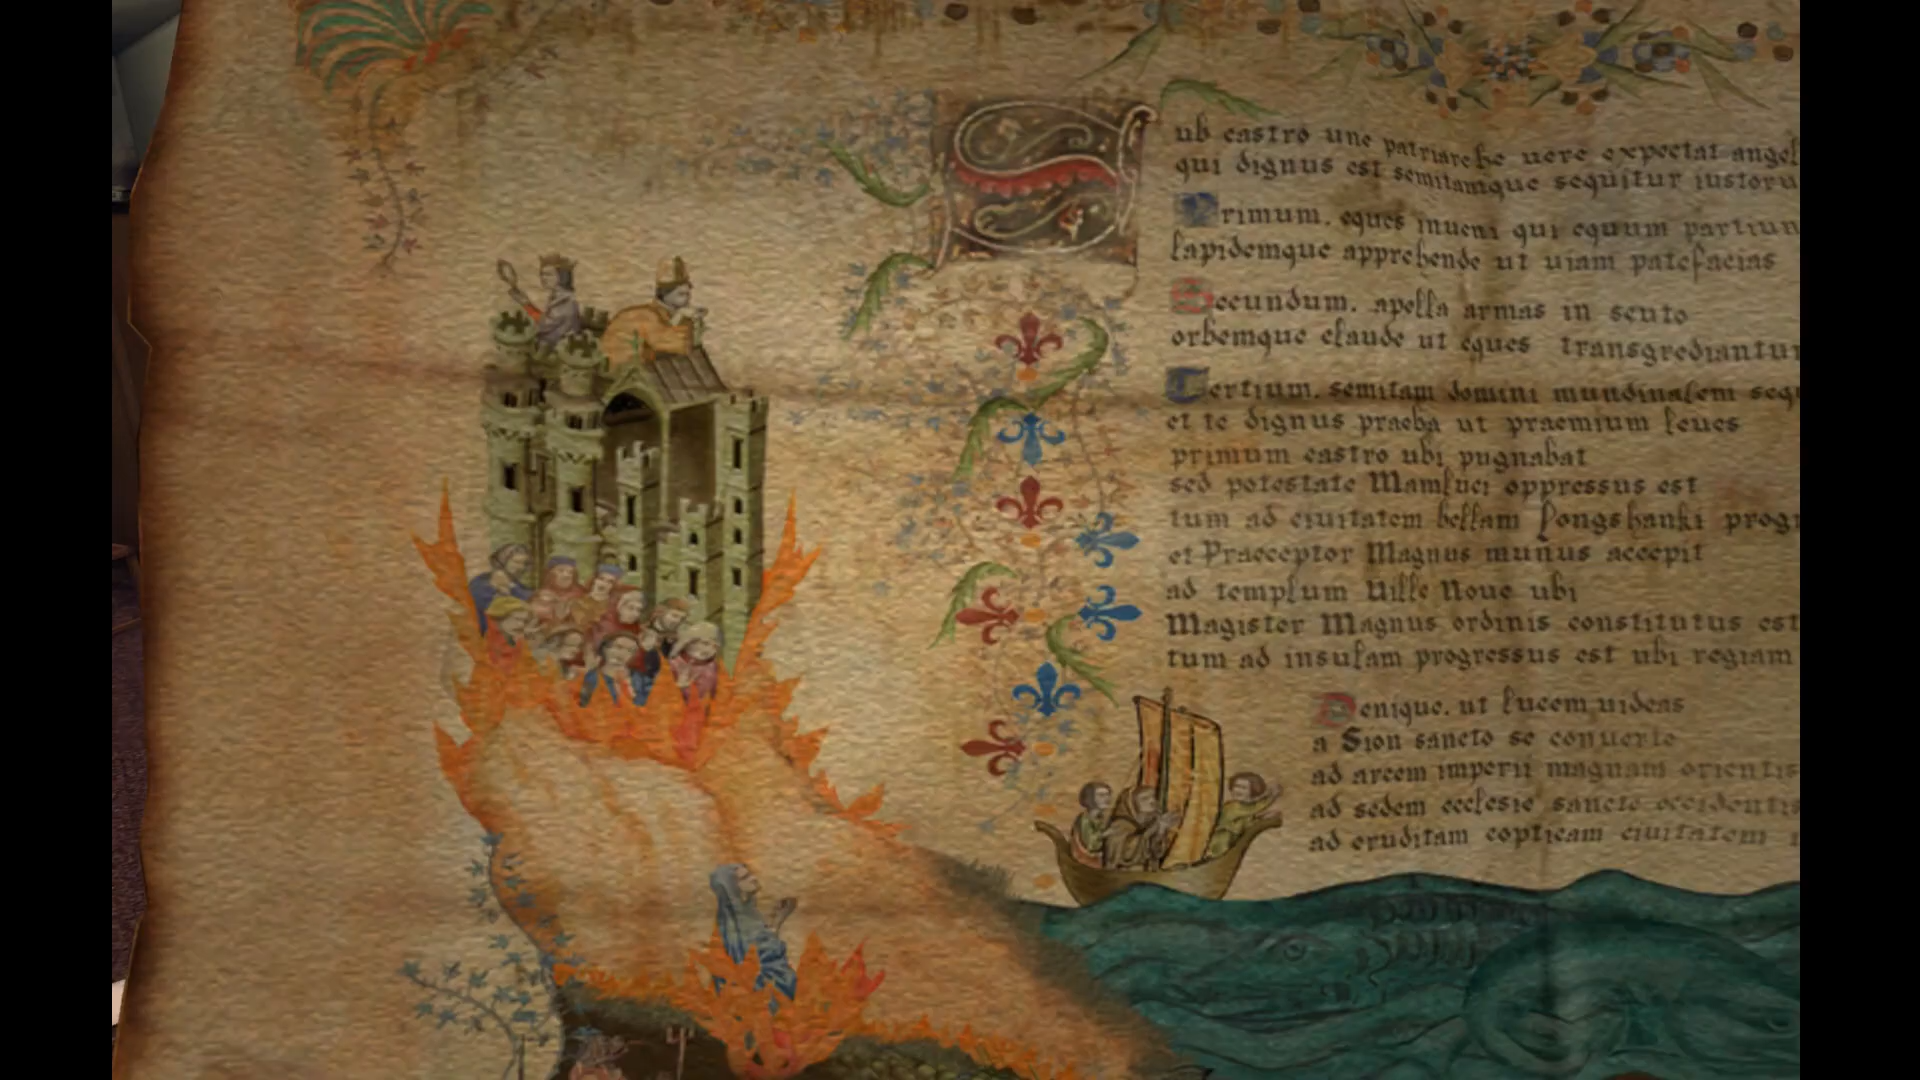 Sub castro une patriarche uere expectat angel
qui dignus est semitamque sequitur iustoru
Primum. eques inueni qui equum partiun
lapidemque apprehende ut uiam patefacias
Secundum. apella armas in scuto
orbemque claude ut eques transgrediantur
Tertium. semitam domini mundinalem sequ
et te dignus praeba ut praemium leues
primum castro ubi pugnabat
sed potestate Mamluci oppressus est
tum ad ciuitatem bellam Longshanki progr
et Praeceptor Magnus munus accepit
ad templum Uille Noue ubi
Magister Magnus ordinis constitutus est
tum ad insulam progressus est ubi regiam
Denique. ut lucem uideas
a Sion sancto se conuerte
ad arcem imperii magnam orientis
ad sedem ecclesie sancte occidentis
ad eruditam copticam ciuitatem